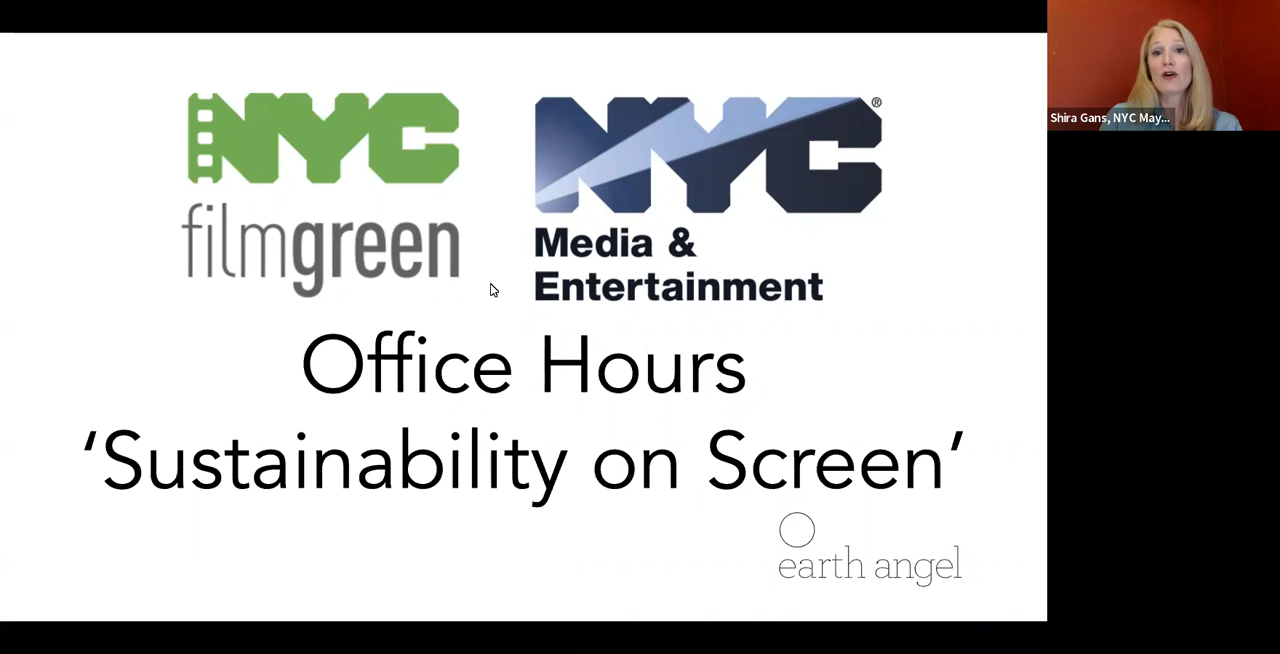 NYC
filmgreen
NYC®
Media &
Entertainment
Office Hours
‘Sustainability on Screen’
earth angel
Shira Gans, NYC May...